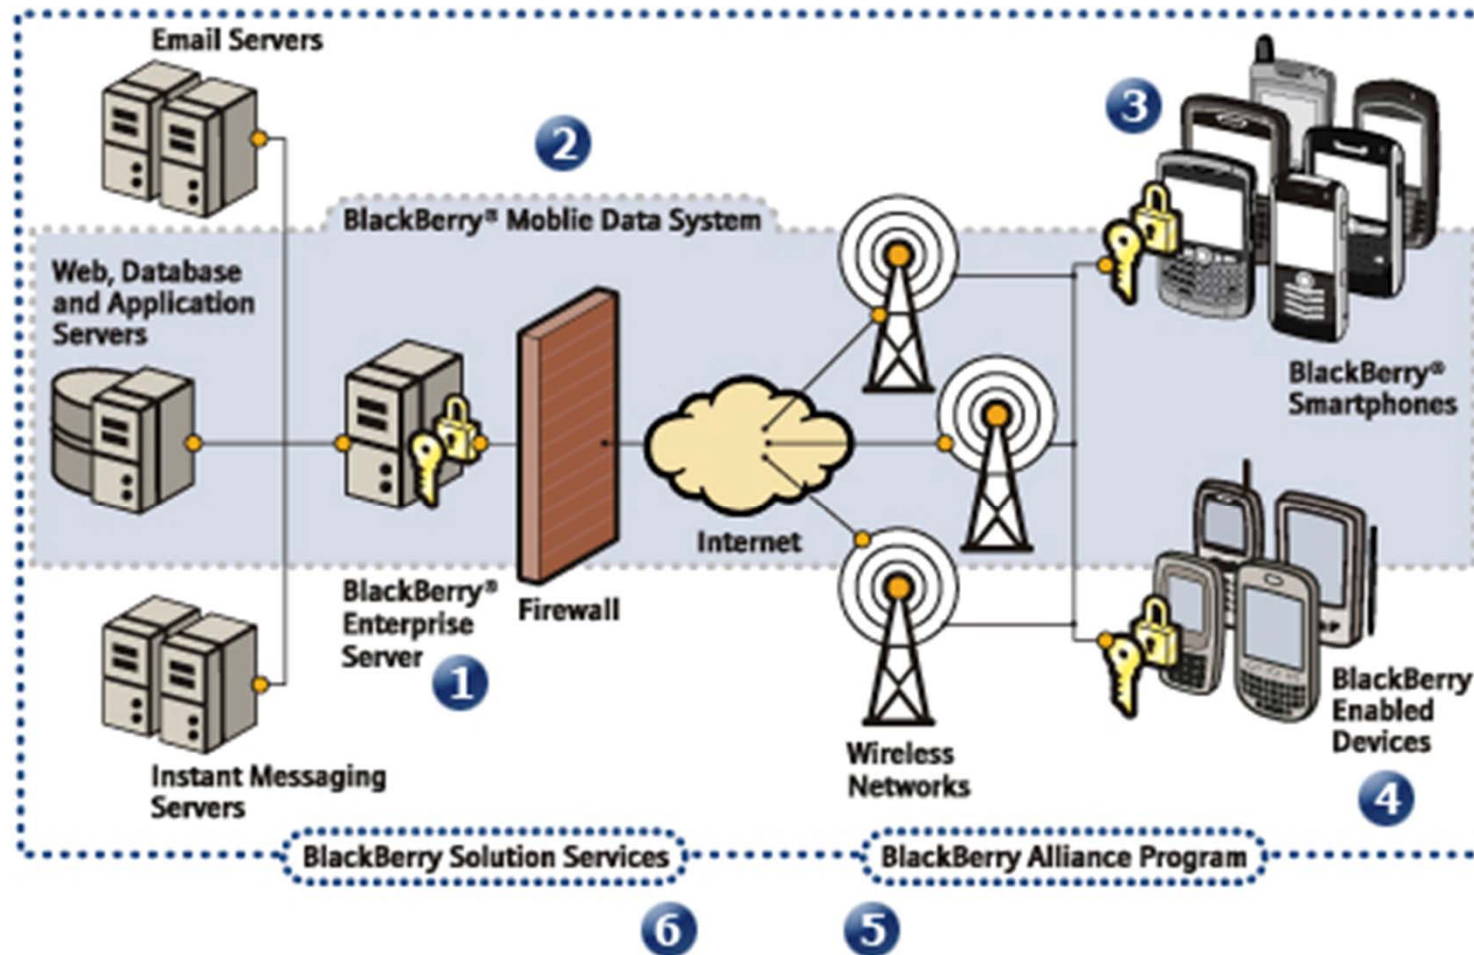 Email Servers
2
3
BlackBerry® Moblie Data System
Web, Database
and Application
Servers
BlackBerry®
Smartphones
Internet
BlackBerry®
Enterprise
Server
1
Firewall
BlackBerry
Enabled
Devices
4
Wireless
Networks
Instant Messaging
Servers
BlackBerry Solution Services
BlackBerry Alliance Program
6
5